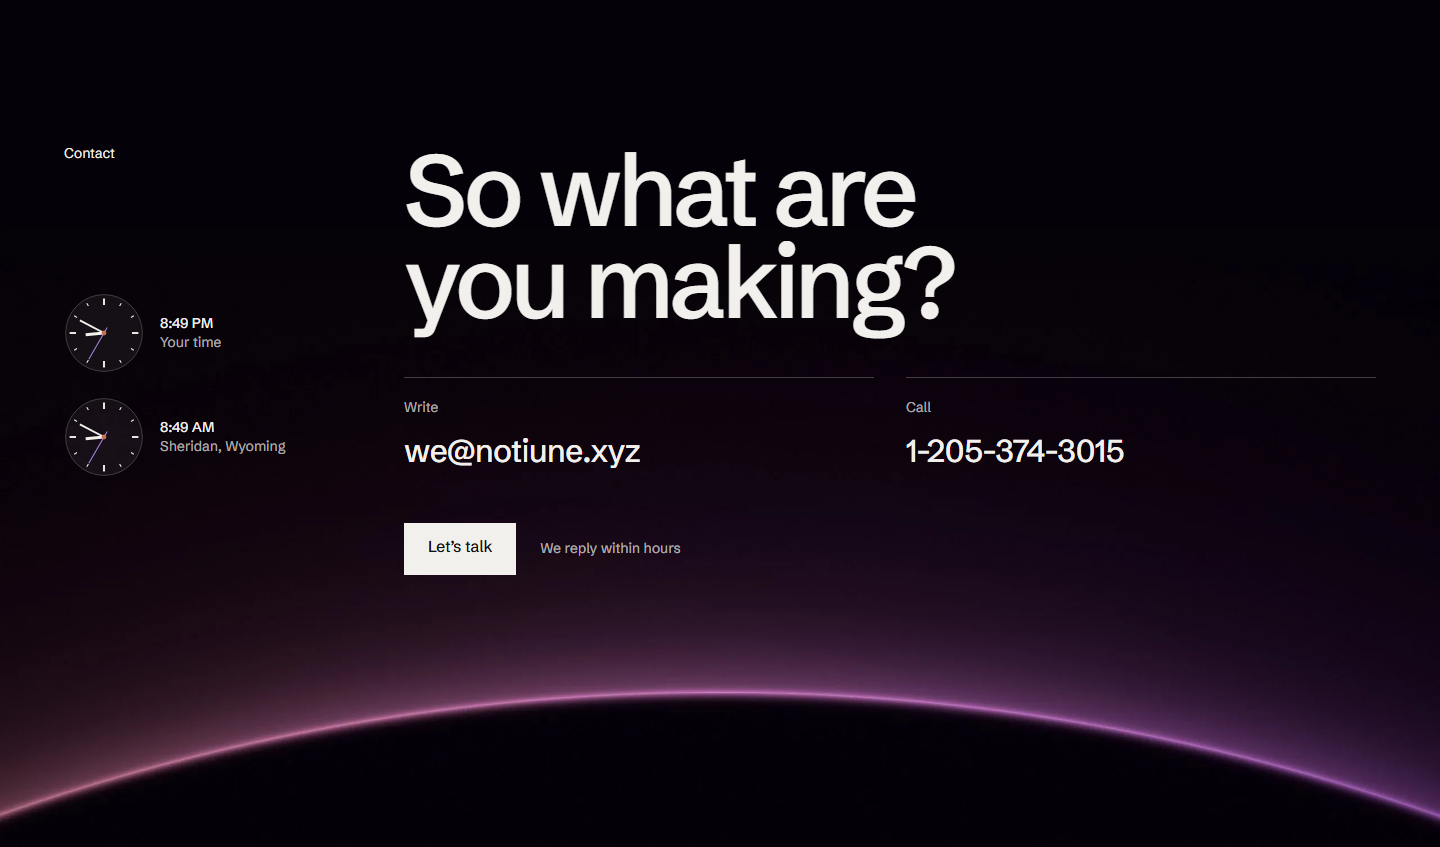 Contact
So what are
you making?
8:49 PM
Your time
8:49 AM
Sheridan, Wyoming
Write
we@notiune.xyz
Call
1-205-374-3015
Let’s talk
We reply within hours